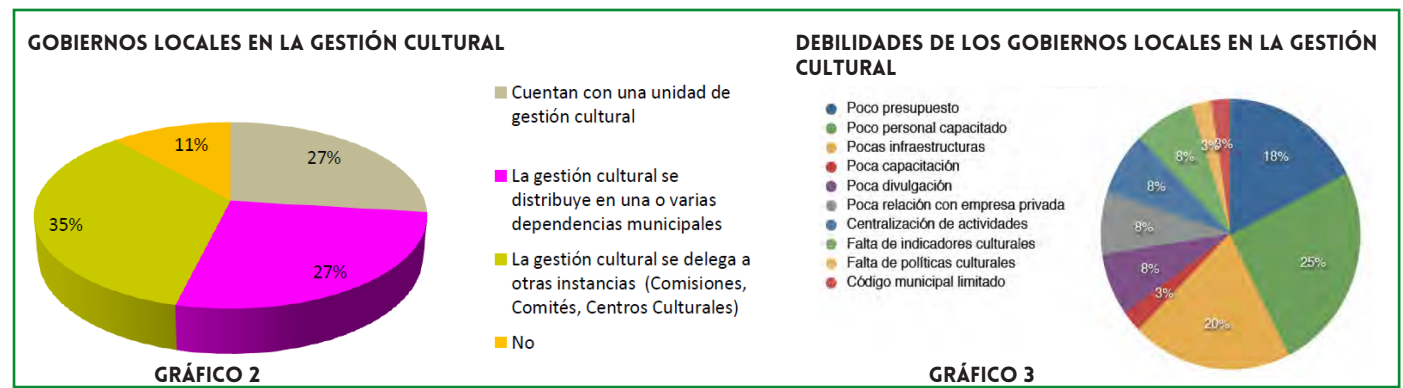 GOBIERNOS LOCALES EN LA GESTIÓN CULTURAL
27%
27%
35%
11%
Cuentan con una unidad de
gestión cultural
La gestión cultural se
distribuye en una o varias
dependencias municipales
La gestión cultural se delega a
otras instancias (Comisiones,
Comités, Centros Culturales)
No
GRÁFICO 2
DEBILIDADES DE LOS GOBIERNOS LOCALES EN LA GESTIÓN
CULTURAL
Poco presupuesto
Poco personal capacitado
Pocas infraestructuras
Poca capacitación
Poca divulgación
Poca relación con empresa privada
Centralización de actividades
Falta de indicadores culturales
Falta de políticas culturales
Código municipal limitado
18%
25%
20%
3%
8%
8%
8%
8%
3%
3%
GRÁFICO 3